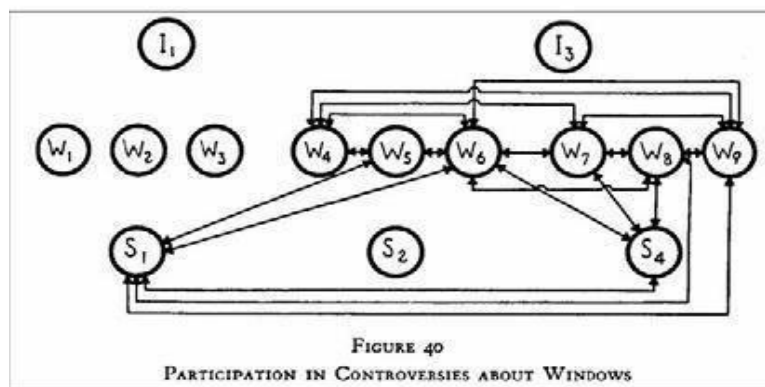 I₁ I₃
W₁ W₂ W₃ W₄ W₅ W₆ W₇ W₈ W₉
S₁ S₂ S₄
FIGURE 40
PARTICIPATION IN CONTROVERSIES ABOUT WINDOWS